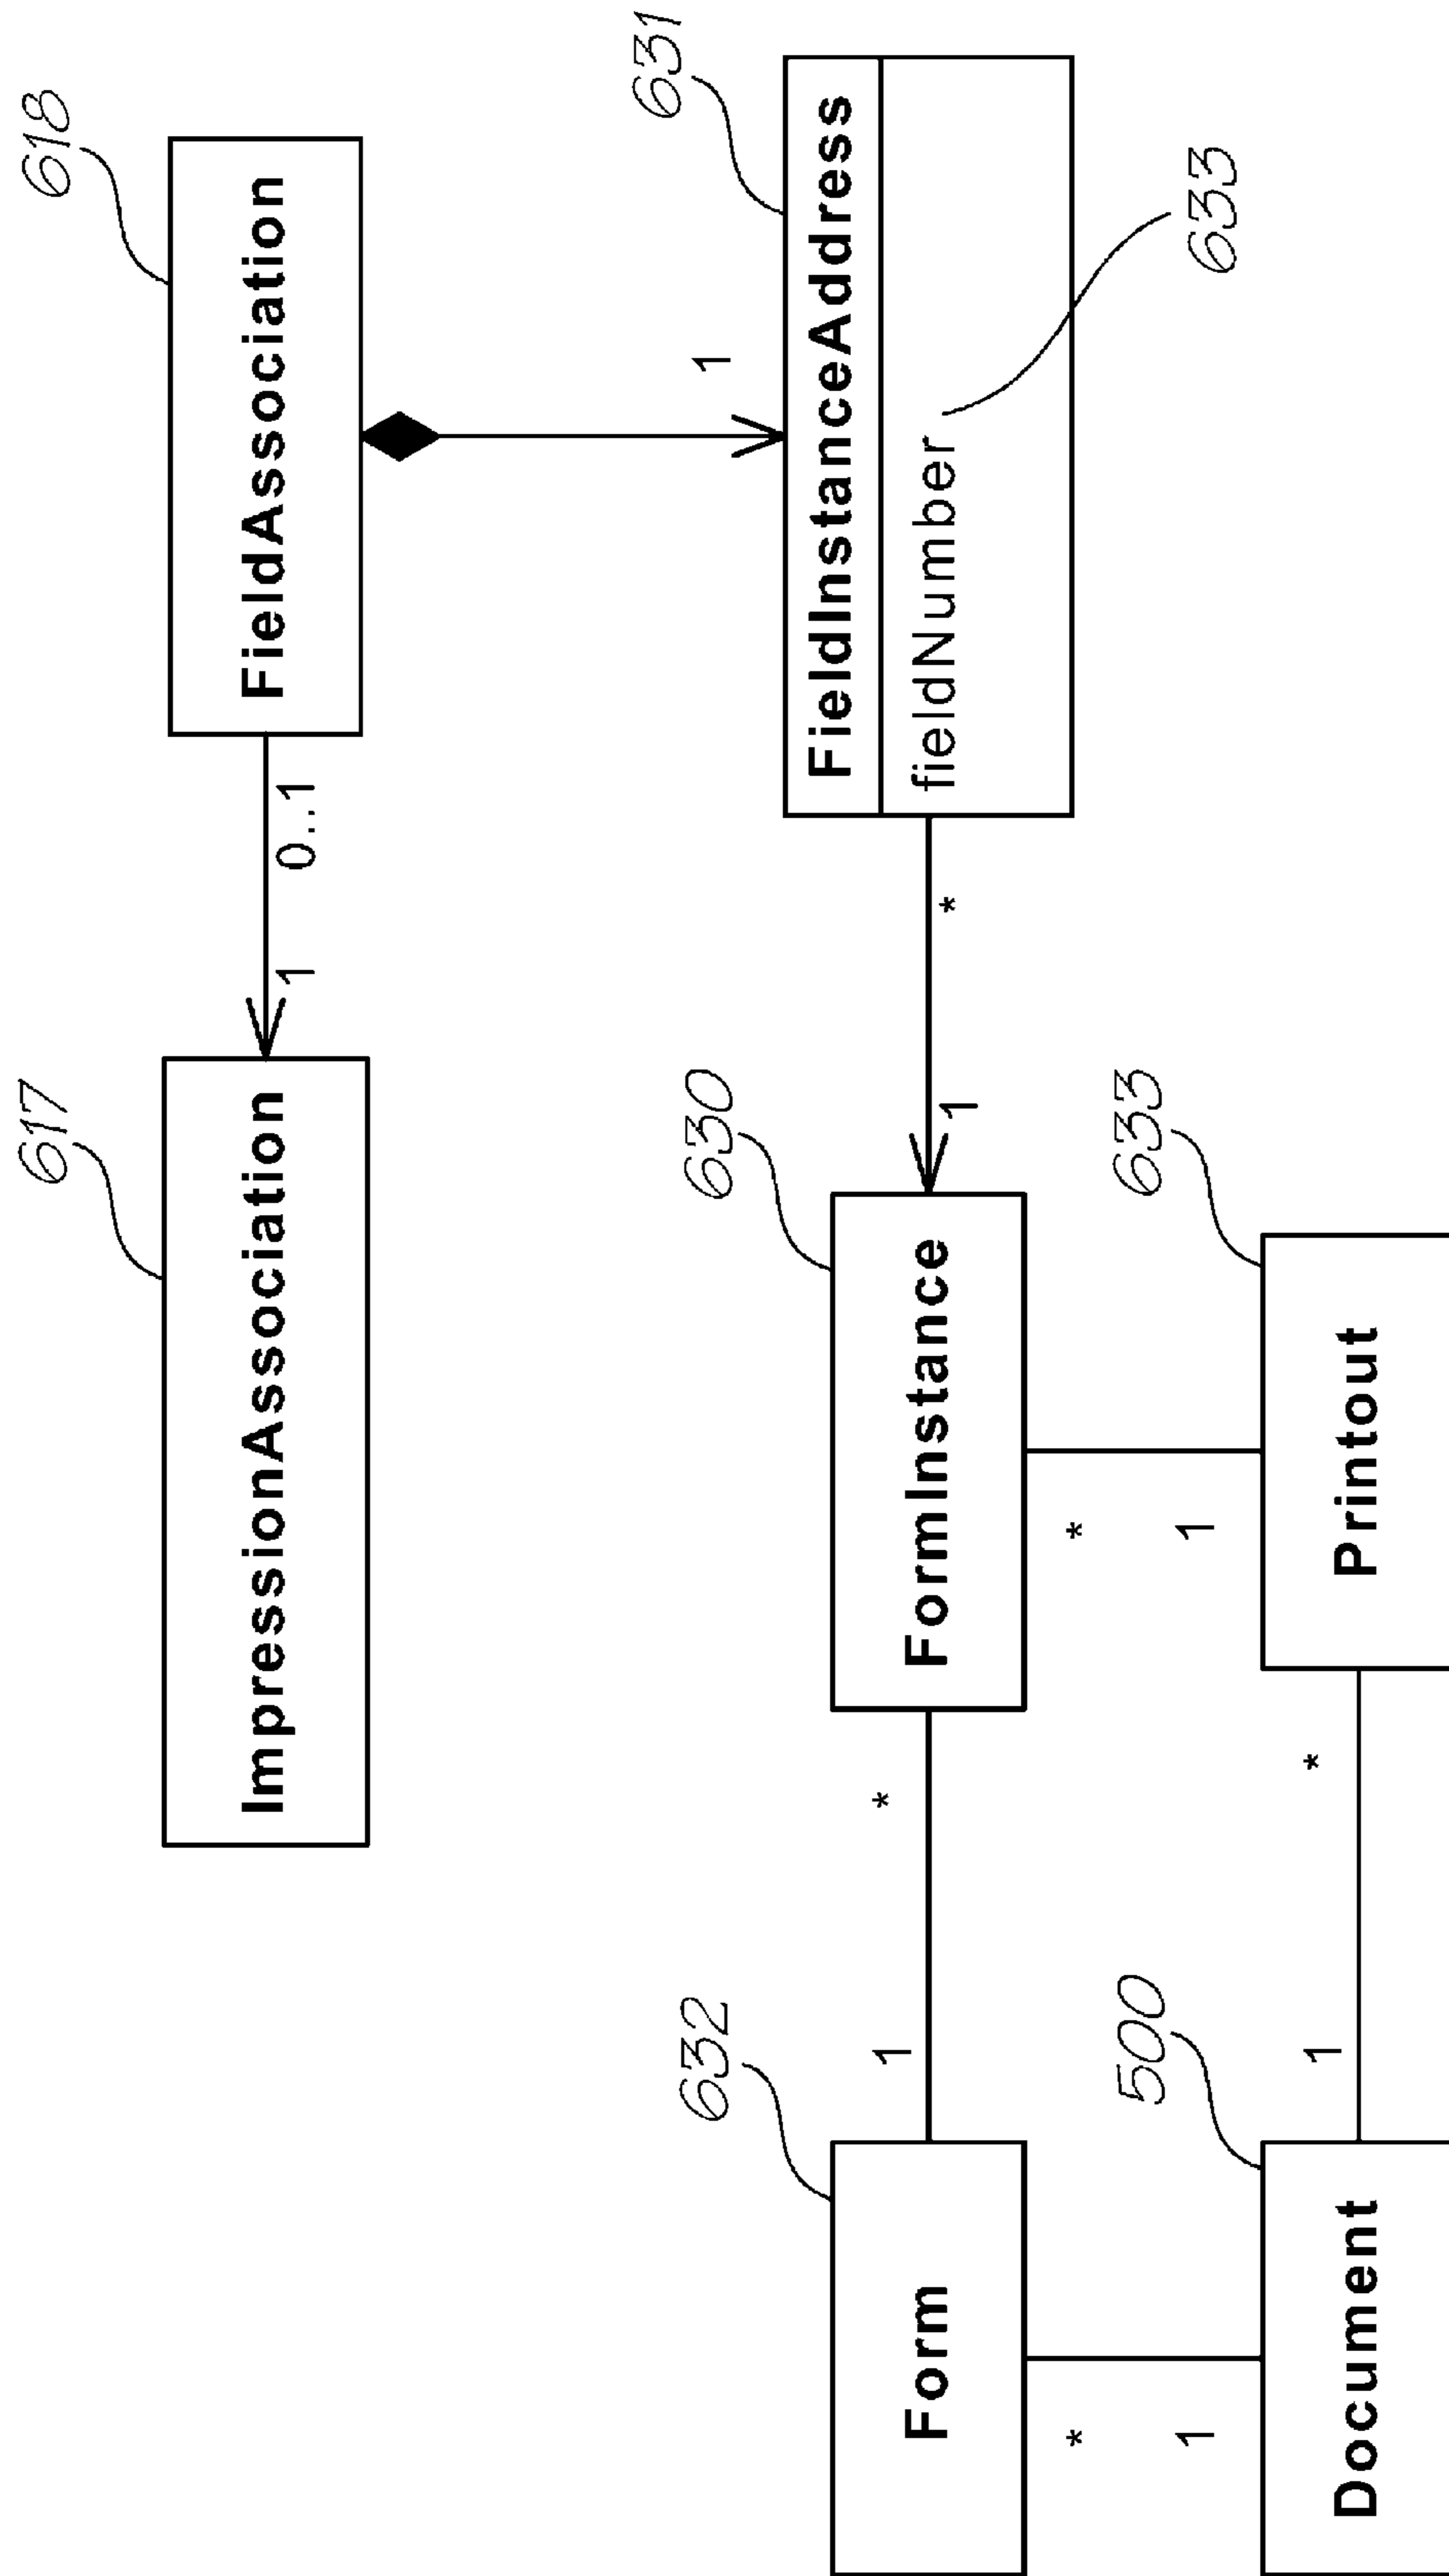 617
618
ImpressionAssociation
1
0..1
FieldAssociation
632
630
1
631
Form
1
*
FormInstance
1
*
FieldInstanceAddress
fieldNumber
*
*
500
633
1
1
633
Document
1
*
Printout